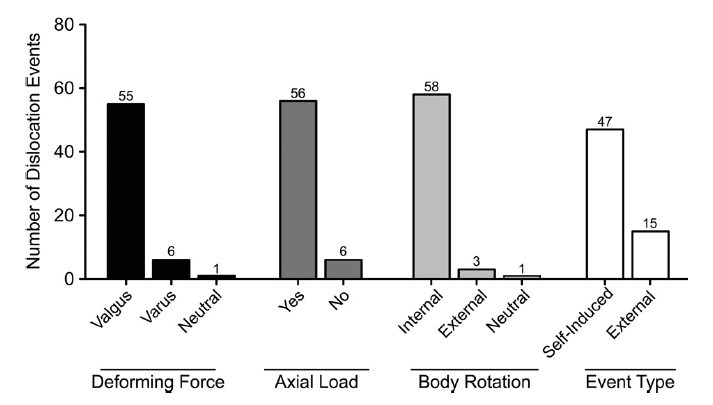 Number of Dislocation Events
80
60
40
20
0
55
6
1
56
6
58
3
1
47
15
Valgus
Varus
Neutral
Yes
No
Internal
External
Neutral
Self-Induced
External
Deforming Force
Axial Load
Body Rotation
Event Type